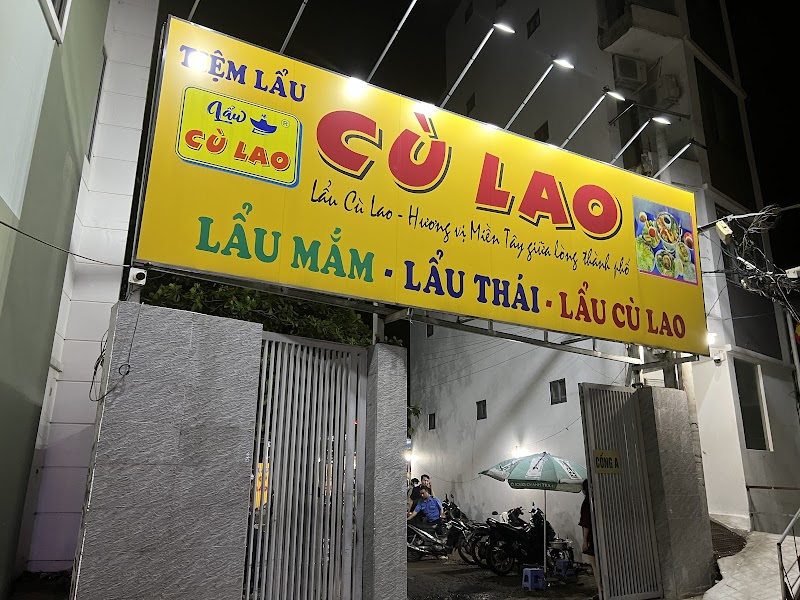 TIỆM LẨU
Lẩu
CÙ LAO
®
CÙ LAO
Lẩu Cù Lao - Hương vị Miền Tây giữa lòng thành phố
LẨU MẮM - LẨU THÁI - LẨU CÙ LAO
CỔNG A